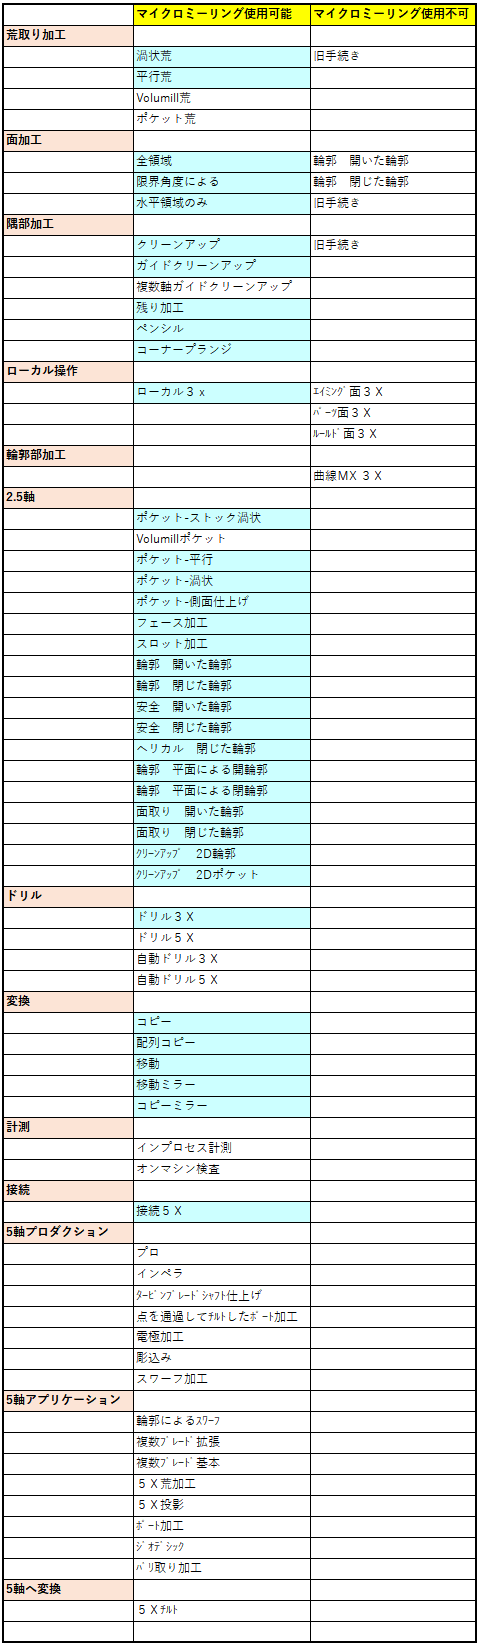 マイクロミーリング使用可能 マイクロミーリング使用不可
荒取り加工
渦状荒 旧手続き
平行荒
Volumill荒
ポケット荒
面加工
全領域 輪郭　開いた輪郭
限界角度による 輪郭　閉じた輪郭
水平領域のみ 旧手続き
隅部加工
クリーンアップ 旧手続き
ガイドクリーンアップ
複数軸ガイドクリーンアップ
残り加工
ペンシル
コーナープランジ
ローカル操作
ローカル３ｘ ｴｲﾐﾝｸﾞ面３Ｘ
ﾊﾟｰﾂ面３Ｘ
ﾙｰﾙﾄﾞ面３Ｘ
輪郭部加工
曲線MX３Ｘ
2.5軸
ポケット-ストック渦状
Volumillポケット
ポケット-平行
ポケット-渦状
ポケット-側面仕上げ
フェース加工
スロット加工
輪郭　開いた輪郭
輪郭　閉じた輪郭
安全　開いた輪郭
安全　閉じた輪郭
ヘリカル　閉じた輪郭
輪郭　平面による開輪郭
輪郭　平面による閉輪郭
面取り　開いた輪郭
面取り　閉じた輪郭
ｸﾘｰﾝｱｯﾌﾟ　2D輪郭
ｸﾘｰﾝｱｯﾌﾟ　2Dポケット
ドリル
ドリル３Ｘ
ドリル５Ｘ
自動ドリル３Ｘ
自動ドリル５Ｘ
変換
コピー
配列コピー
移動
移動ミラー
コピーミラー
計測
インプロセス計測
オンマシン検査
接続
接続５Ｘ
5軸プロダクション
プロ
インペラ
ﾀｰﾋﾞﾝﾌﾞﾚｰﾄﾞｼｬﾌﾄ仕上げ
点を通過してﾁﾙﾄしたﾎﾟｰﾄ加工
電極加工
彫込み
スワーフ加工
5軸アプリケーション
輪郭によるｽﾜｰﾌ
複数ﾌﾞﾚｰﾄﾞ拡張
複数ﾌﾞﾚｰﾄﾞ基本
５Ｘ荒加工
５Ｘ投影
ﾎﾟｰﾄ加工
ｼﾞｵﾃﾞｼｯｸ
ﾊﾞﾘ取り加工
5軸へ変換
５Ｘﾁﾙﾄ